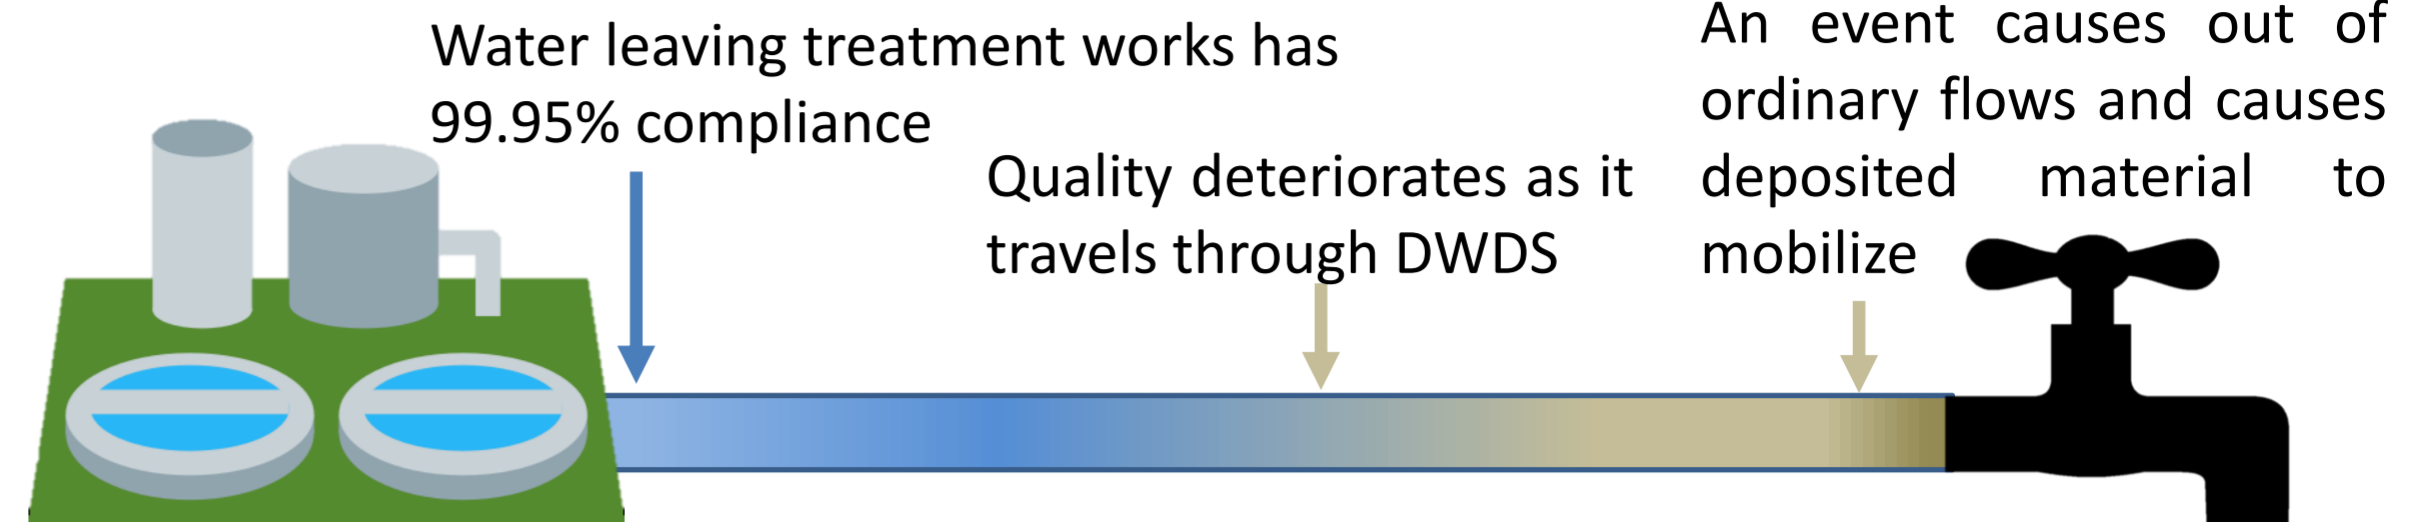 Water leaving treatment works has
99.95% compliance
Quality deteriorates as it
travels through DWDS
An event causes out of
ordinary flows and causes
deposited material to
mobilize